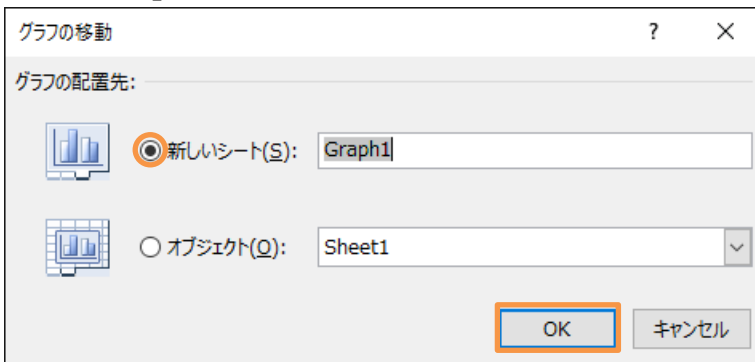 グラフの移動 ? ×
グラフの配置先:
新しいシート(S): Graph1
オブジェクト(O): Sheet1
OK キャンセル